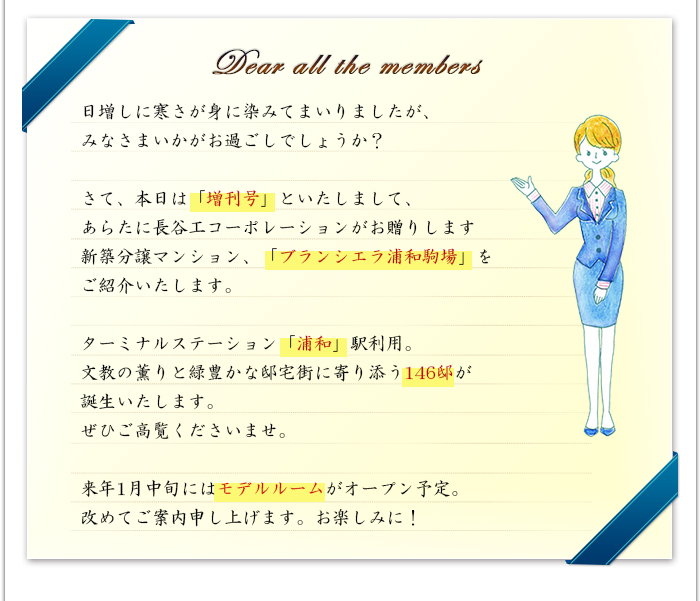 Dear all the members
日増しに寒さが身に染みてまいりましたが、
みなさまいかがお過ごしでしょうか？
さて、本日は「増刊号」といたしまして、
あらたに長谷エコーポレーションがお贈りします
新築分譲マンション、「ブランシエラ浦和駒場」を
ご紹介いたします。
ターミナルステーション「浦和」駅利用。
文教の薫りと緑豊かな邸宅街に寄り添う146邸が
誕生いたします。
ぜひご高覧くださいませ。
来年1月中旬にはモデルルームがオープン予定。
改めてご案内申し上げます。お楽しみに！